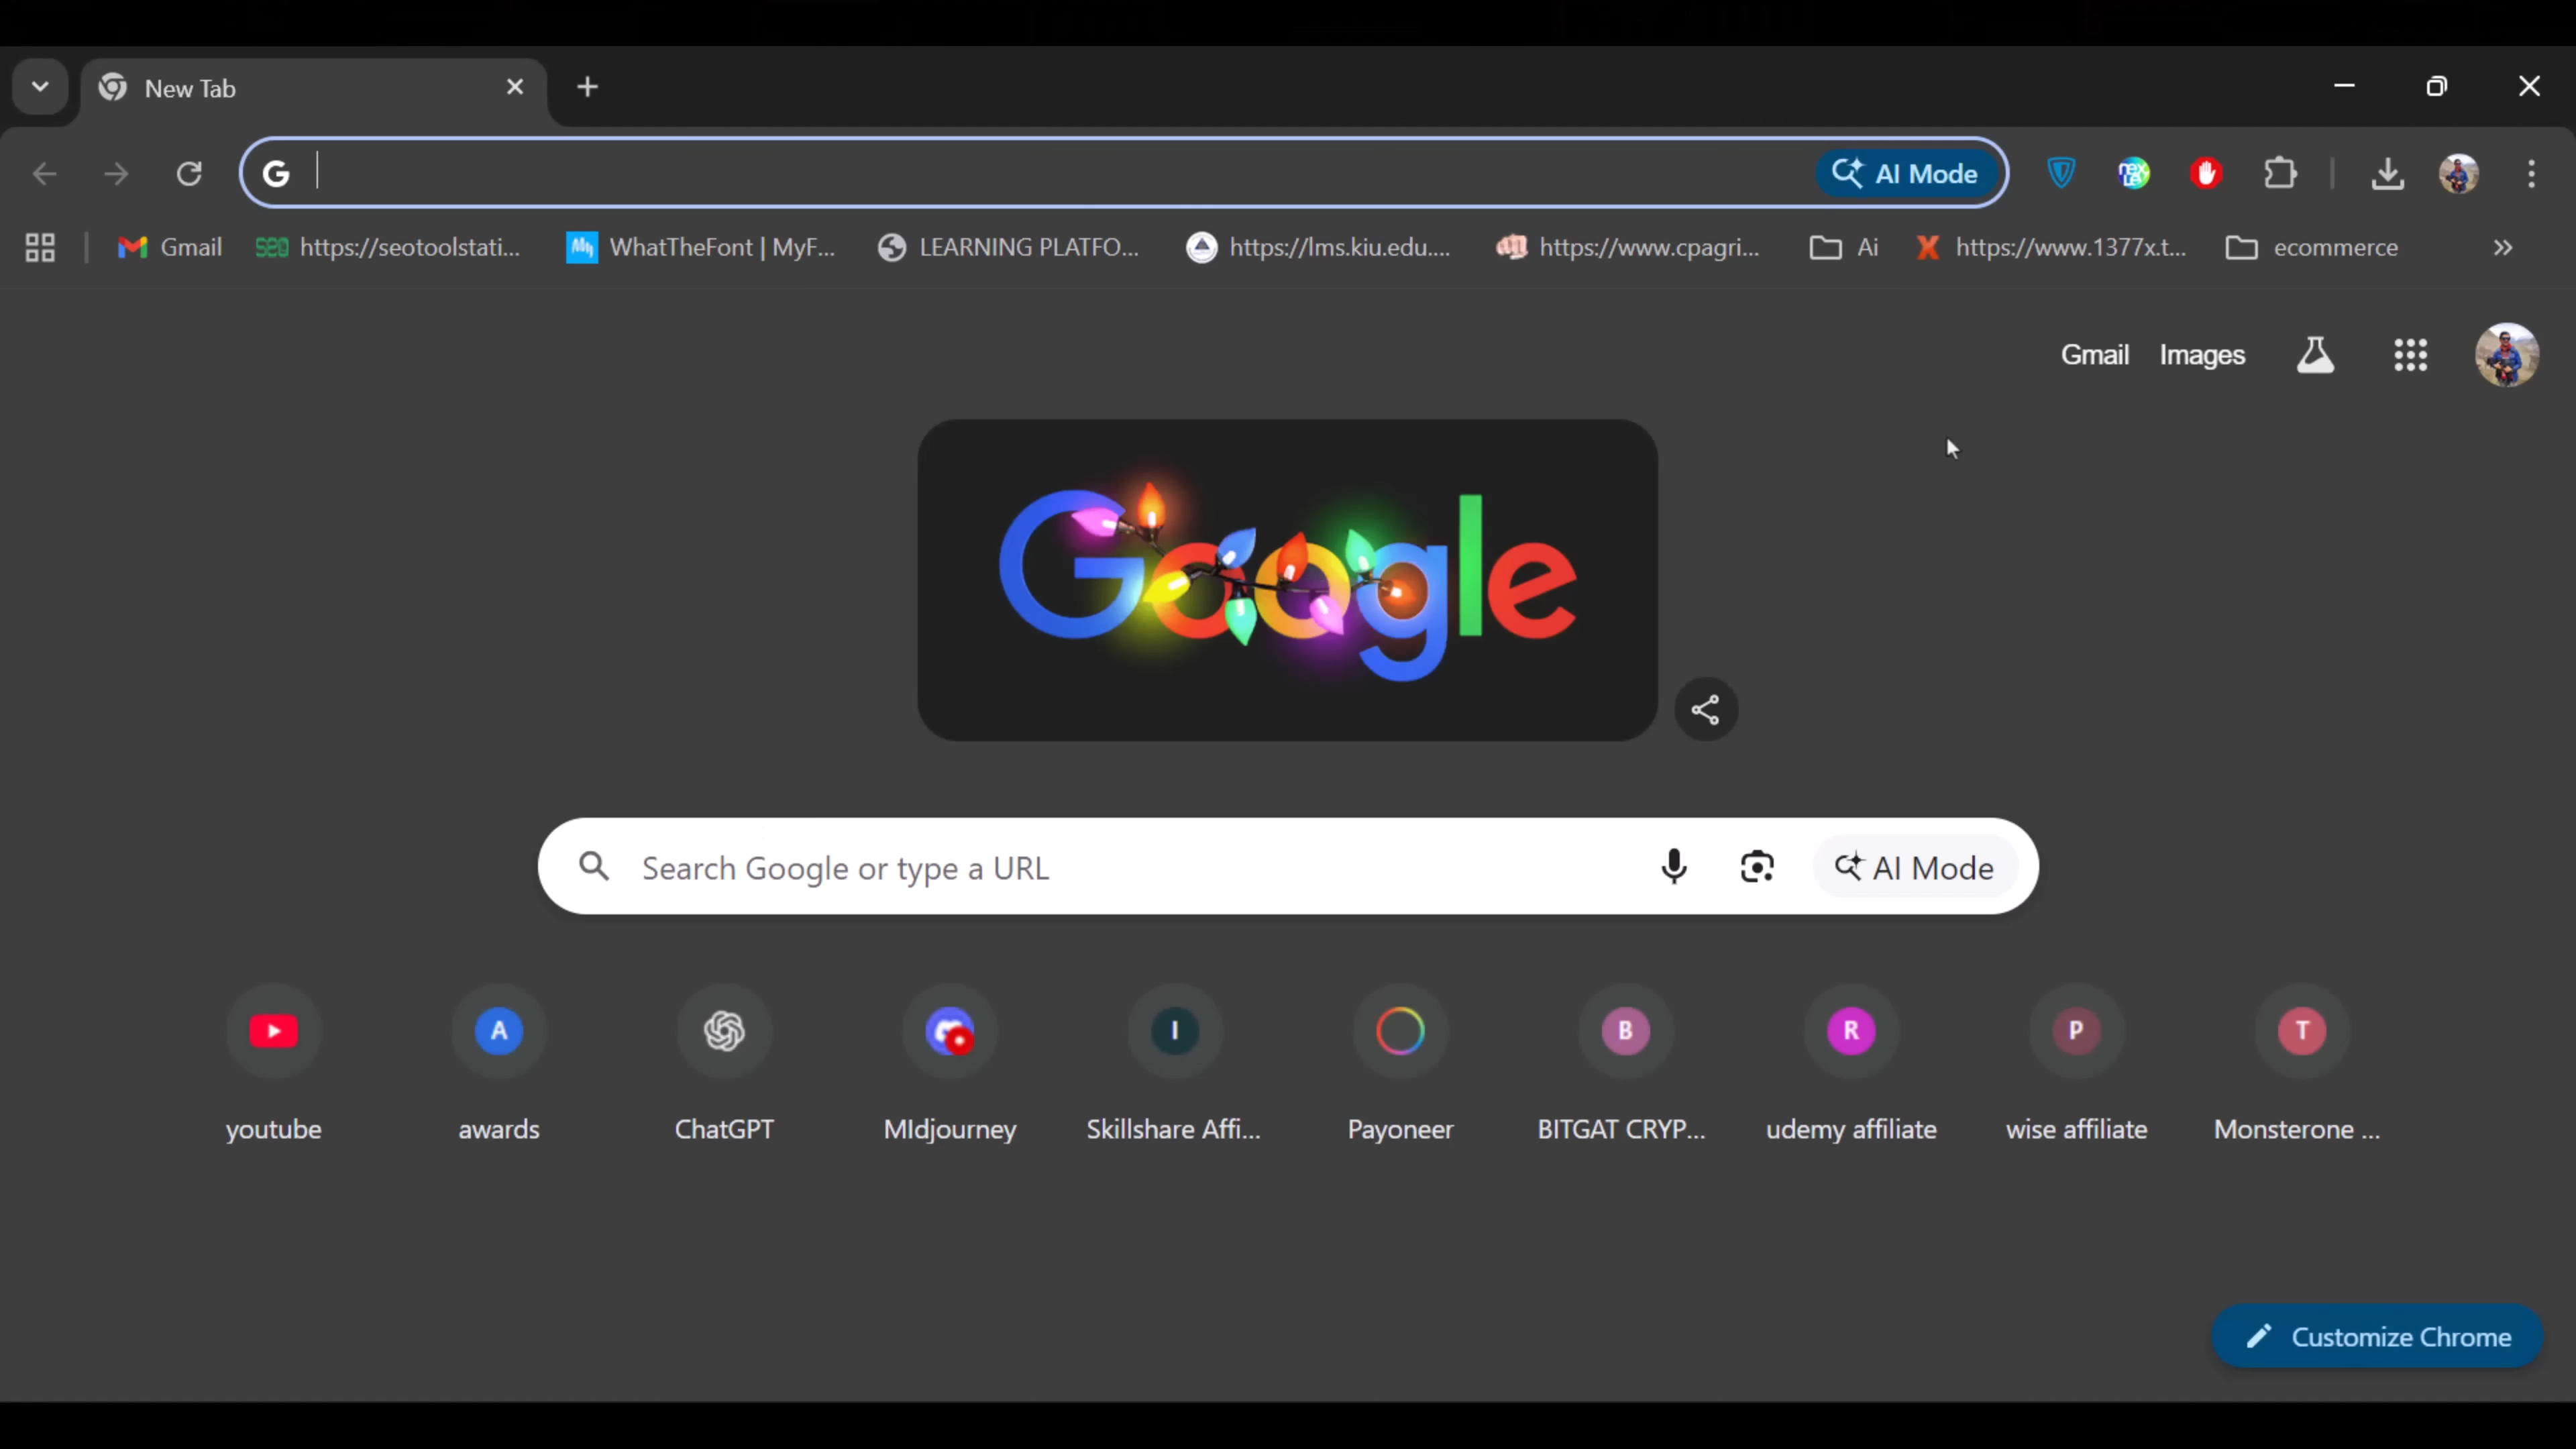 New Tab
AI Mode
Gmail
https://seotoolstati...
WhatTheFont | MyF...
LEARNING PLATFO...
https://lms.kiu.edu....
https://www.cpagri...
Ai
https://www.1377x.t...
ecommerce
Gmail Images
Google
Search Google or type a URL
AI Mode
A I B R P T
youtube awards ChatGPT MIdjourney Skillshare Affi... Payoneer BITGAT CRYP... udemy affiliate wise affiliate Monsterone ...
Customize Chrome